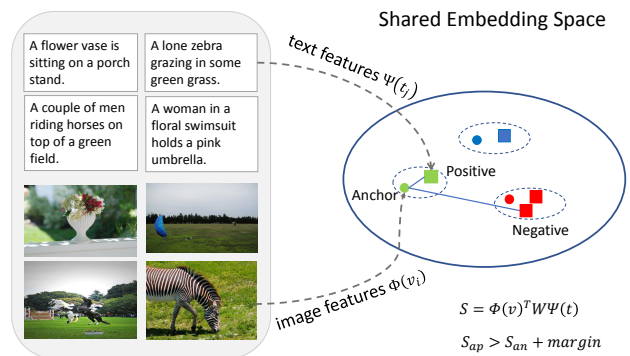 Shared Embedding Space
A flower vase is
sitting on a porch
stand.
A lone zebra
grazing in some
green grass.
A couple of men
riding horses on
top of a green
field.
A woman in a
floral swimsuit
holds a pink
umbrella.
text features Ψ(t_j)
Positive
Anchor
Negative
image features Φ(v_i)
S = Φ(v)^T WΨ(t)
S_ap > S_an + margin